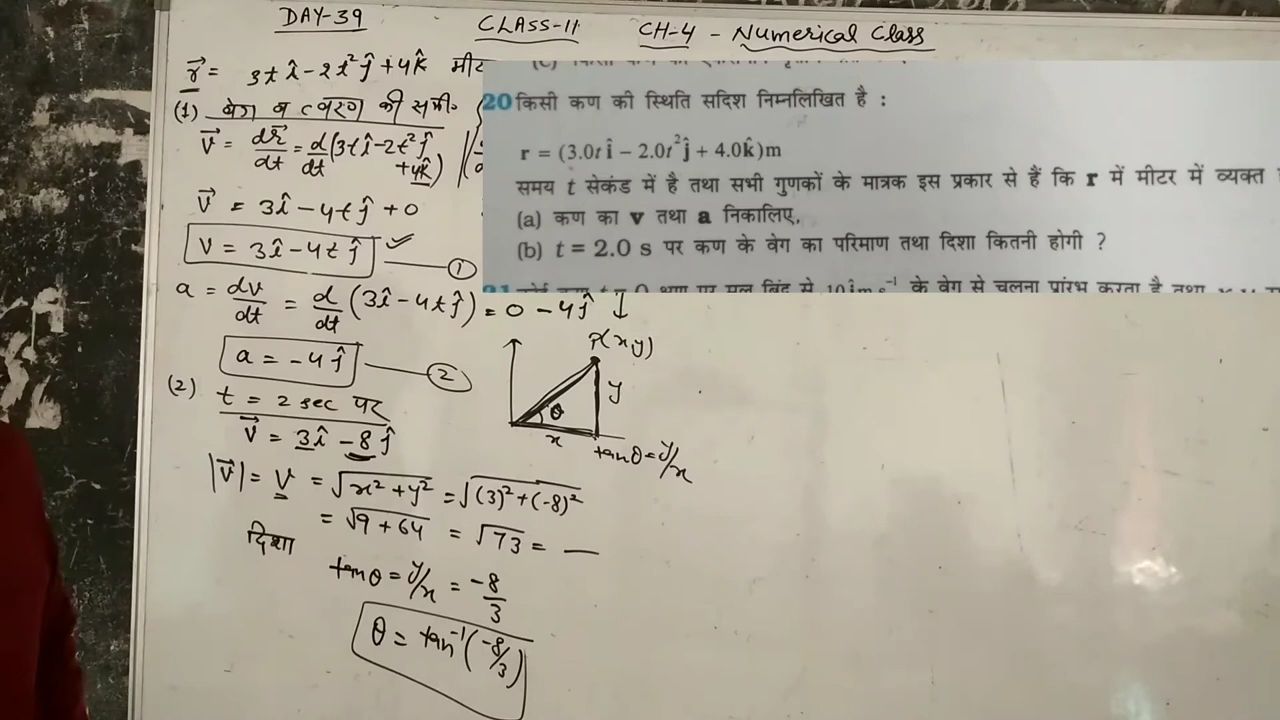 DAY-39 CLASS-11 CH-4 - Numerical Class
r⃗ = 3t î - 2t² ĵ + 4k̂
(1) वेग व त्वरण की समी॰
v⃗ = dr⃗/dt = d/dt (3t î - 2t² ĵ + 4k̂)
v⃗ = 3î - 4t ĵ + 0
v = 3î - 4t ĵ ✓ ①
a = dv/dt = d/dt (3î - 4t ĵ) = 0 - 4ĵ ↓
a = -4ĵ ②
(2) t = 2 sec पर
v⃗ = 3î - 8ĵ
|v⃗| = v = √x² + y² = √(3)² + (-8)²
= √9 + 64 = √73 = —
दिशा
tanθ = y/x = -8/3
θ = tan⁻¹(-8/3)
P(x y)
y
θ
x
tanθ = y/x
20 किसी कण की स्थिति सदिश निम्नलिखित है :
r = (3.0t î – 2.0t² ĵ + 4.0k̂)m
समय t सेकंड में है तथा सभी गुणकों के मात्रक इस प्रकार से हैं कि r में मीटर में व्यक्त
(a) कण का v तथा a निकालिए,
(b) t = 2.0 s पर कण के वेग का परिमाण तथा दिशा कितनी होगी ?